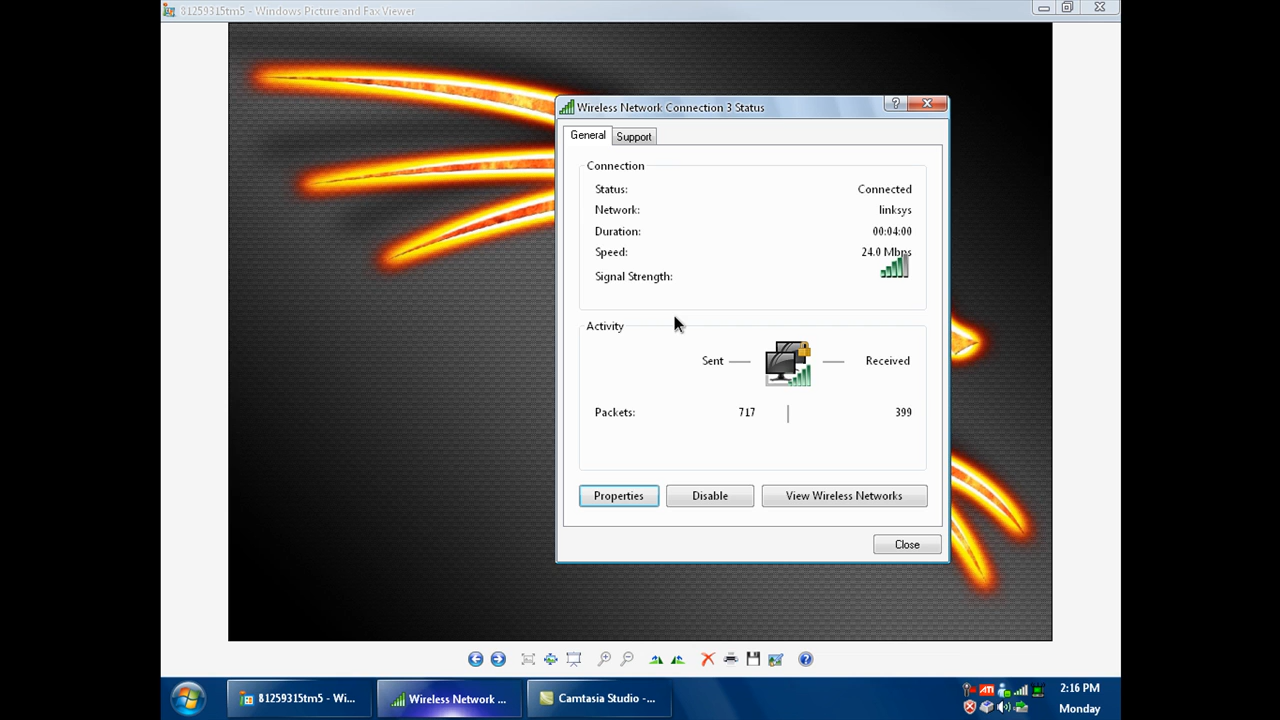 81259315tm5 - Windows Picture and Fax Viewer
Wireless Network Connection 3 Status
?
General
Support
Connection
Status: Connected
Network: linksys
Duration: 00:04:00
Speed: 24.0 Mbps
Signal Strength:
Activity
Sent Received
Packets: 717 399
Properties Disable View Wireless Networks
Close
?
81259315tm5 - Wi...
Wireless Network ...
Camtasia Studio -...
ATI
2:16 PM
Monday